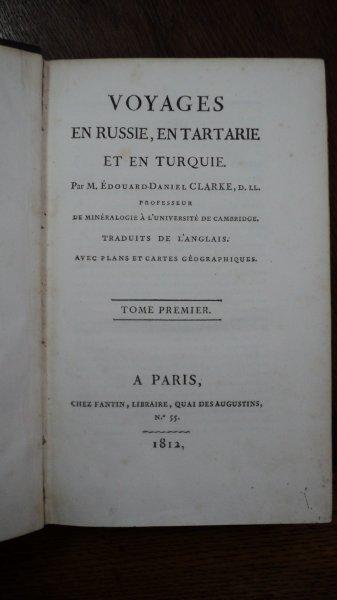 VOYAGES
EN RUSSIE, EN TARTARIE
ET EN TURQUIE.
Par M. ÉDOUARD-DANIEL CLARKE, D. LL.
PROFESSEUR
DE MINÉRALOGIE À L'UNIVERSITÉ DE CAMBRIDGE.
TRADUITS DE L'ANGLAIS.
AVEC PLANS ET CARTES GÉOGRAPHIQUES.
TOME PREMIER.
A PARIS,
CHEZ FANTIN, LIBRAIRE, QUAI DES AUGUSTINS,
N.º 55.
1812,